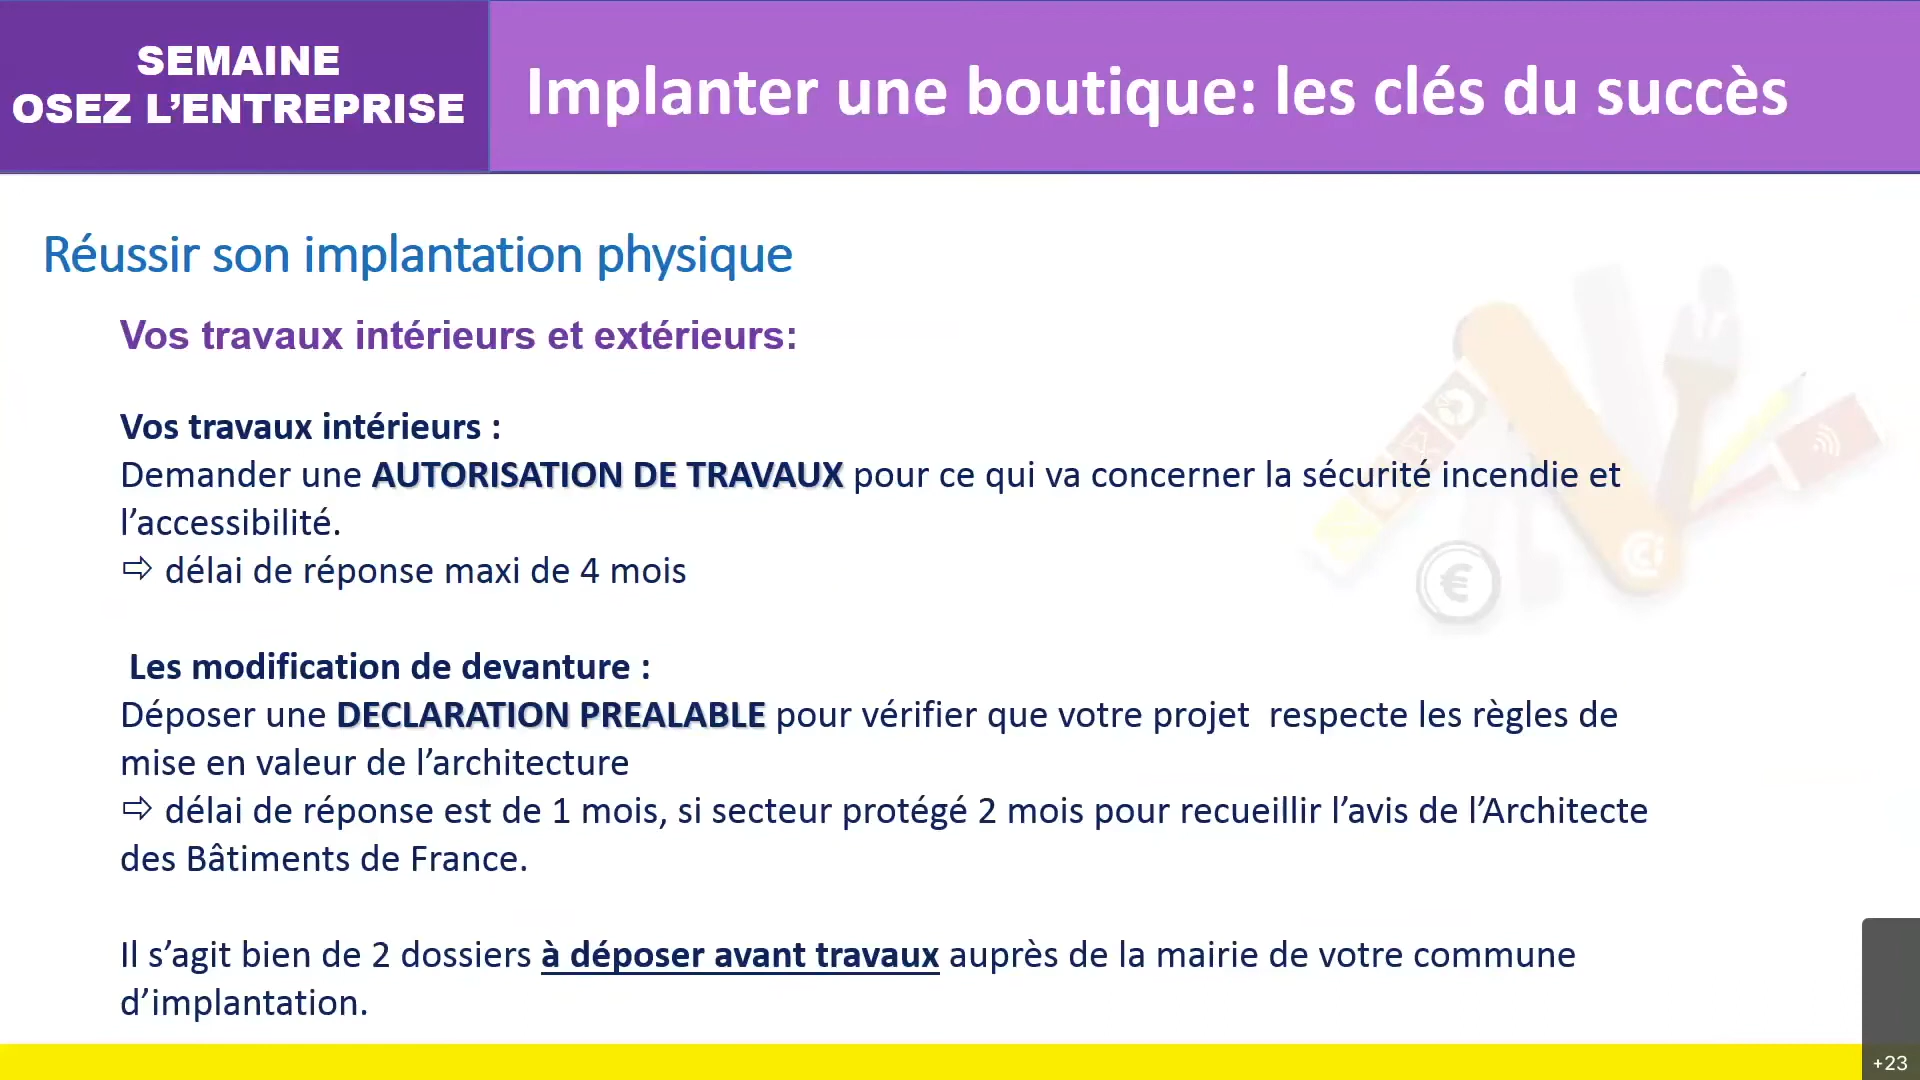 SEMAINE
OSEZ L’ENTREPRISE
Implanter une boutique: les clés du succès
Réussir son implantation physique
Vos travaux intérieurs et extérieurs:
Vos travaux intérieurs :
Demander une AUTORISATION DE TRAVAUX pour ce qui va concerner la sécurité incendie et
l’accessibilité.
⇨ délai de réponse maxi de 4 mois
Les modification de devanture :
Déposer une DECLARATION PREALABLE pour vérifier que votre projet  respecte les règles de
mise en valeur de l’architecture
⇨ délai de réponse est de 1 mois, si secteur protégé 2 mois pour recueillir l’avis de l’Architecte
des Bâtiments de France.
Il s’agit bien de 2 dossiers à déposer avant travaux auprès de la mairie de votre commune
d’implantation.
CCI
€
+23